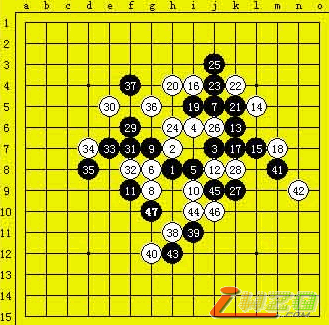 a b c d e f g h i j k l m n o
1
2
3 25
4 37 20 16 23 22
5 30 36 19 7 21 14
6 29 24 4 26 13
7 34 33 31 9 2 3 17 15 18
8 35 32 6 1 5 12 28 41
9 11 8 10 45 27 42
10 47 44 46
11 38 39
12 40 43
13
14
15